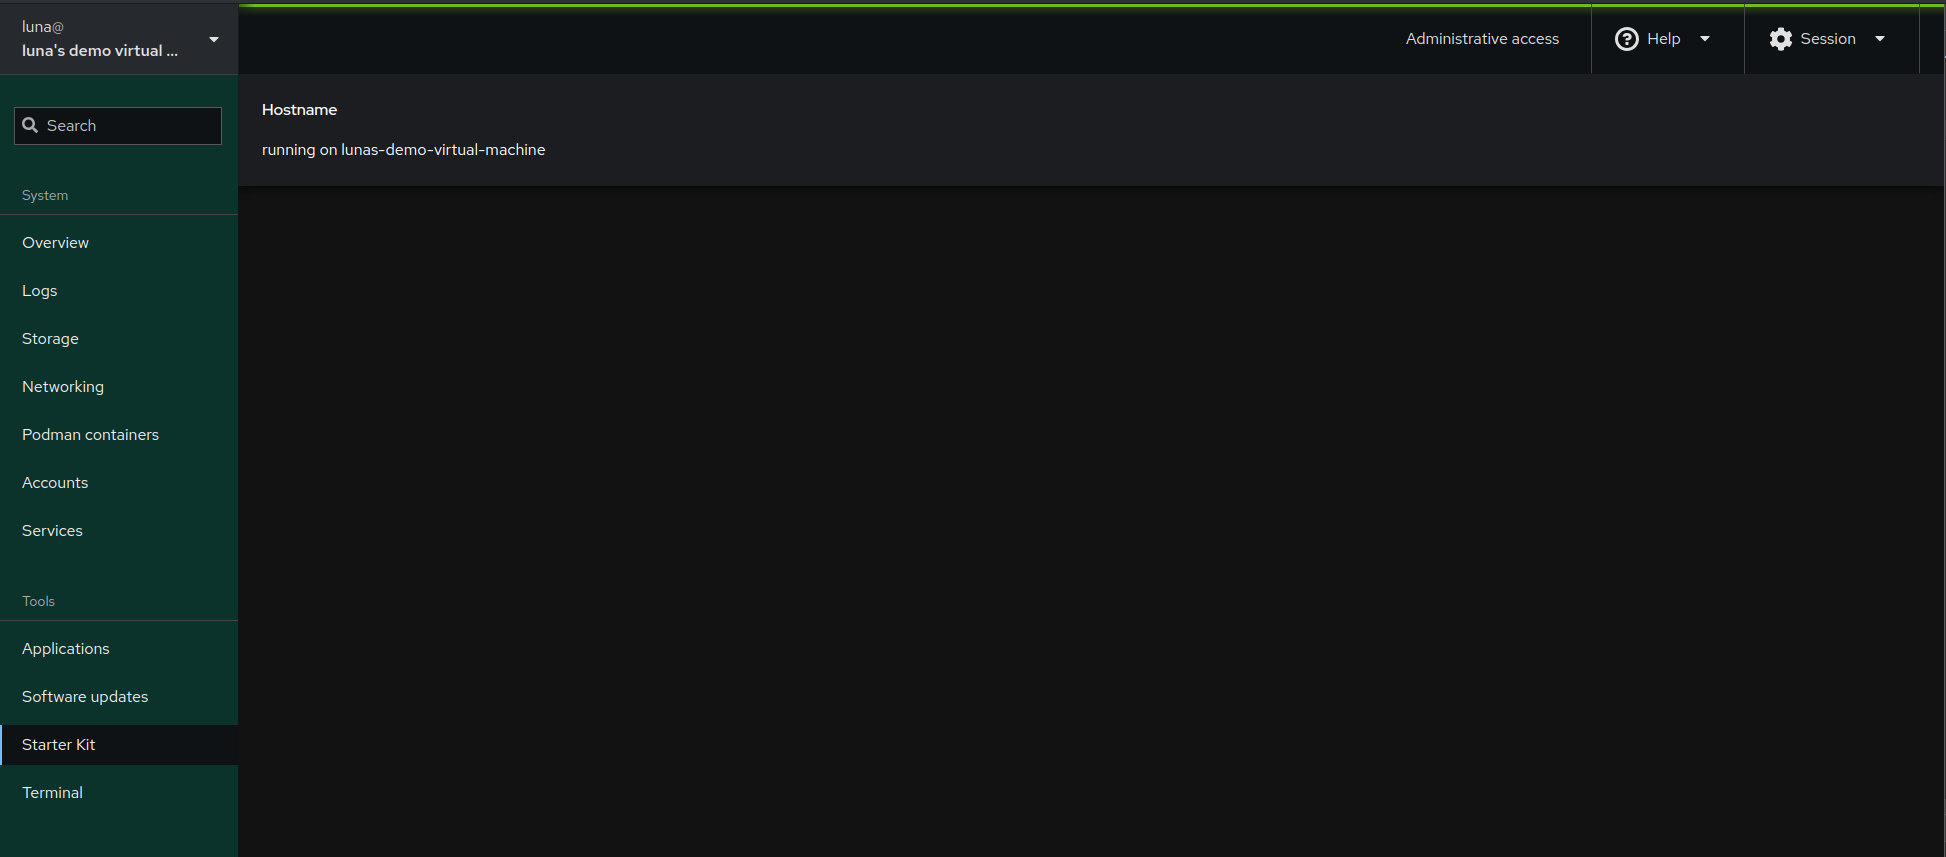 luna@
luna's demo virtual ...
Administrative access
Help
Session
Search
Hostname
running on lunas-demo-virtual-machine
System
Overview
Logs
Storage
Networking
Podman containers
Accounts
Services
Tools
Applications
Software updates
Starter Kit
Terminal